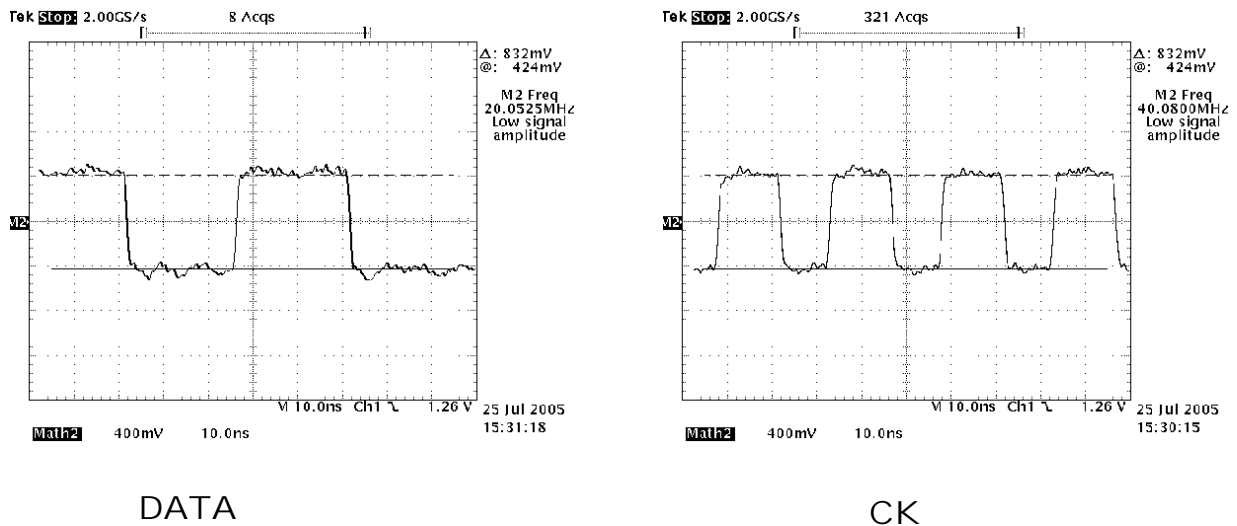 Tek Stop: 2.00GS/s 8 Acqs
Δ: 832mV
@: 424mV
M2 Freq
20.0525MHz
Low signal
amplitude
M2
M 10.0ns Ch1 1.26 V
25 Jul 2005
15:31:18
Math2 400mV 10.0ns
DATA
Tek Stop: 2.00GS/s 321 Acqs
Δ: 832mV
@: 424mV
M2 Freq
40.0800MHz
Low signal
amplitude
M2
M 10.0ns Ch1 1.26 V
25 Jul 2005
15:30:15
Math2 400mV 10.0ns
CK